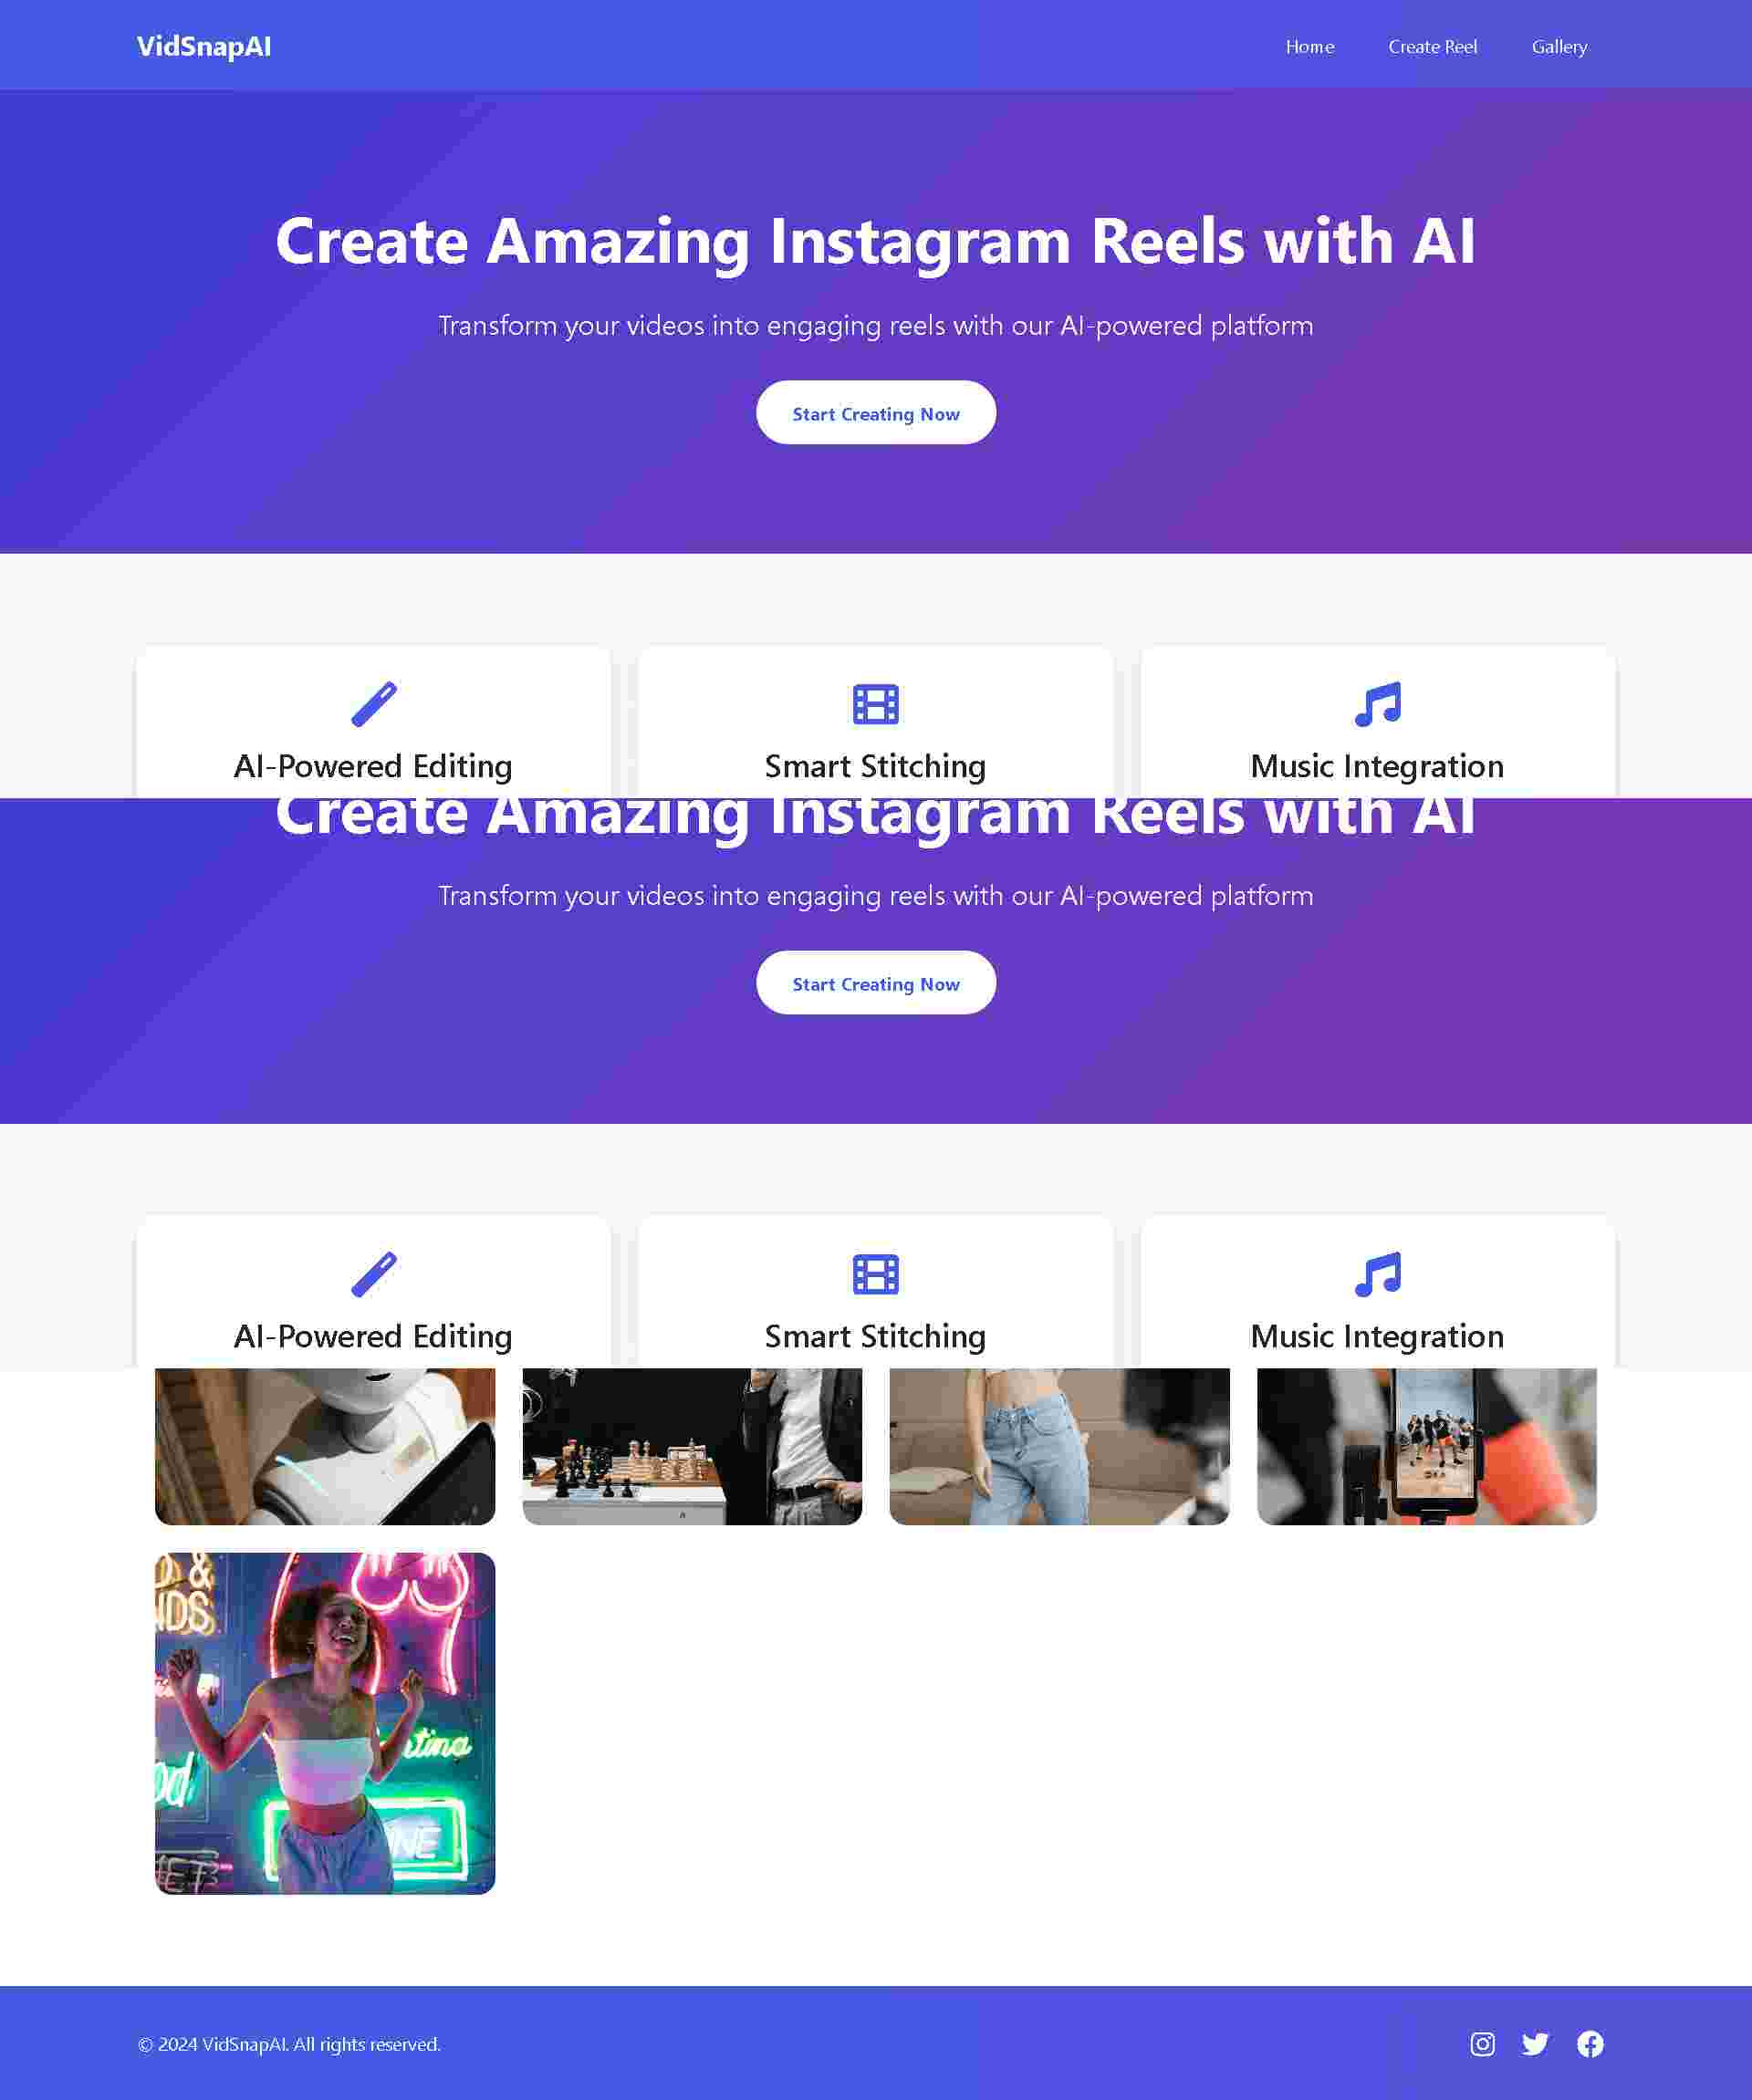 VidSnapAI
Home Create Reel Gallery
Create Amazing Instagram Reels with AI
Transform your videos into engaging reels with our AI-powered platform
Start Creating Now
AI-Powered Editing Smart Stitching Music Integration
Create Amazing Instagram Reels with AI
Transform your videos into engaging reels with our AI-powered platform
Start Creating Now
AI-Powered Editing Smart Stitching Music Integration
&
© 2024 VidSnapAI. All rights reserved.